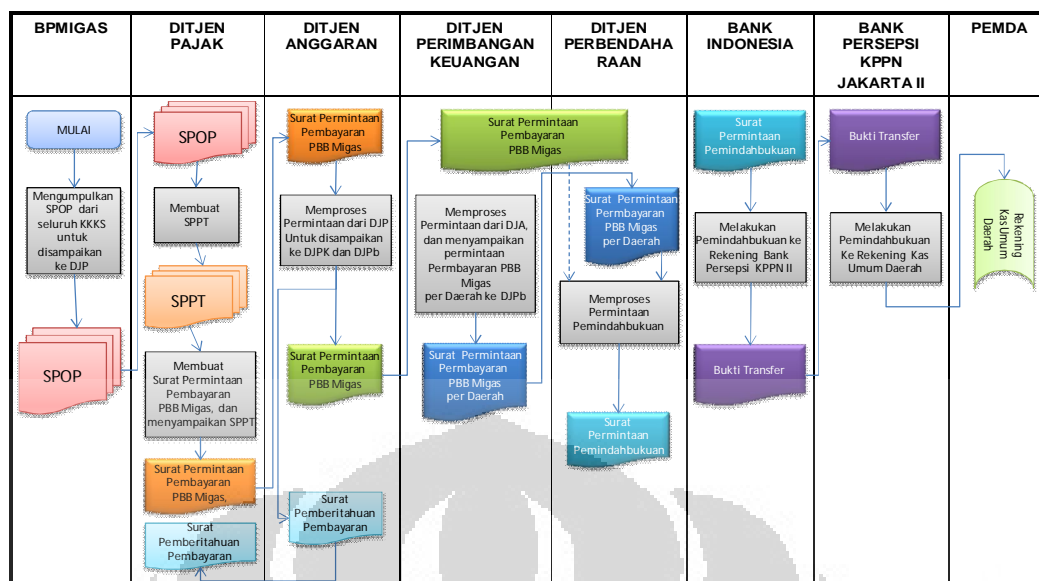 BPMIGAS
DITJEN
PAJAK
DITJEN
ANGGARAN
DITJEN
PERIMBANGAN
KEUANGAN
DITJEN
PERBENDAHA
RAAN
BANK
INDONESIA
BANK
PERSEPSI
KPPN
JAKARTA II
PEMDA
MULAI
Mengumpulkan
SPOP dari
seluruh KKKS
untuk
disampaikan
ke DJP
SPOP
SPOP
Membuat
SPPT
SPPT
Membuat
Surat Permintaan
Pembayaran
PBB Migas, dan
menyampaikan SPPT
Surat Permintaan
Pembayaran
PBB Migas,
Surat
Pemberitahuan
Pembayaran
Surat Permintaan
Pembayaran
PBB Migas
Memproses
Permintaan dari DJP
Untuk disampaikan
ke DJPK dan DJPb
Surat Permintaan
Pembayaran
PBB Migas
Surat
Pemberitahuan
Pembayaran
Surat Permintaan
Pembayaran
PBB Migas
Memproses
Permintaan dari DJA,
dan menyampaikan
permintaan
Permbayaran PBB
Migas
per Daerah ke DJPb
Surat Permintaan
Permbayaran
PBB Migas
per Daerah
Surat Permintaan
Permbayaran
PBB Migas
per Daerah
Memproses
Permintaan
Pemindahbukuan
Surat
Permintaan
Pemindahbukuan
Surat
Permintaan
Pemindahbukuan
Melakukan
Pemindahbukuan ke
Rekening Bank
Persepsi KPPN II
Bukti Transfer
Bukti Transfer
Melakukan
Pemindahbukuan
Ke Rekening Kas
Umum Daerah
Rekening
Kas Umum
Daerah